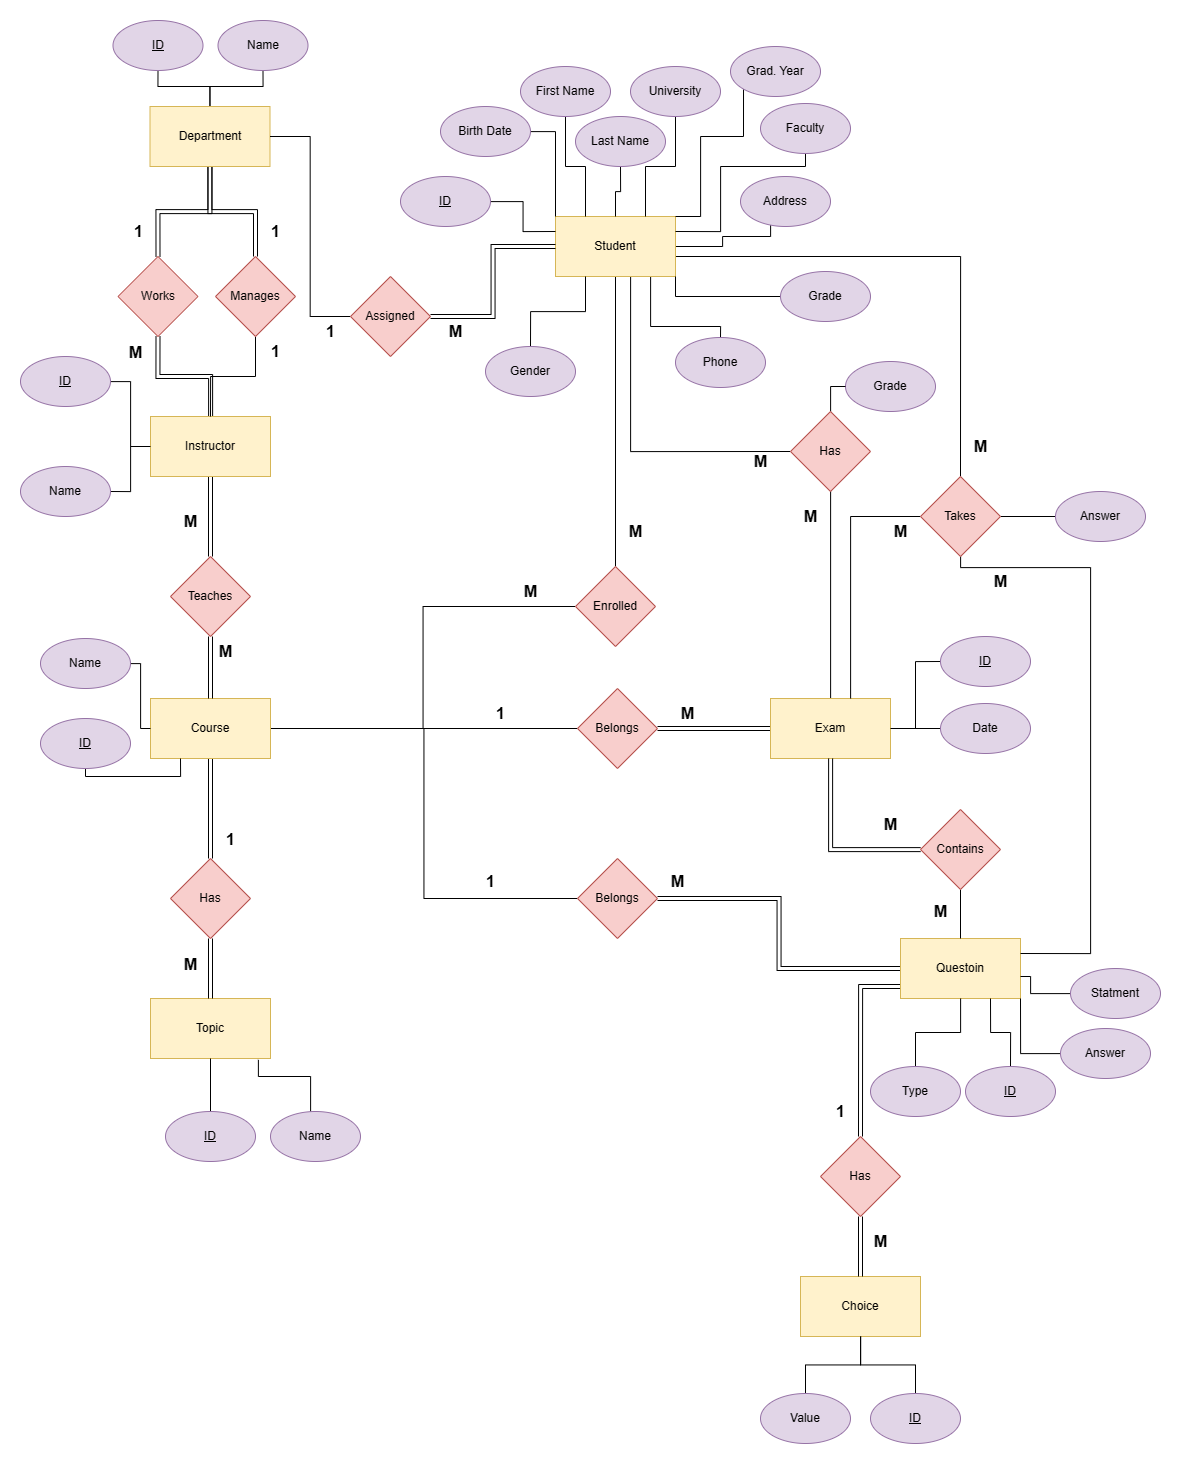 ID
Name
Department
1
1
Works
Manages
M
1
ID
Instructor
Name
M
Teaches
M
Name
Course
ID
1
Has
M
Topic
ID
Name
Grad. Year
First Name
University
Birth Date
Last Name
Faculty
ID
Address
Student
Assigned
1
M
Grade
Gender
Phone
Grade
Has
M
M
M
Takes
Answer
M
M
M
M
Enrolled
1
Belongs
M
Exam
ID
Date
M
Contains
M
1
Belongs
M
Questoin
Statment
Answer
Type
ID
1
Has
M
Choice
Value
ID